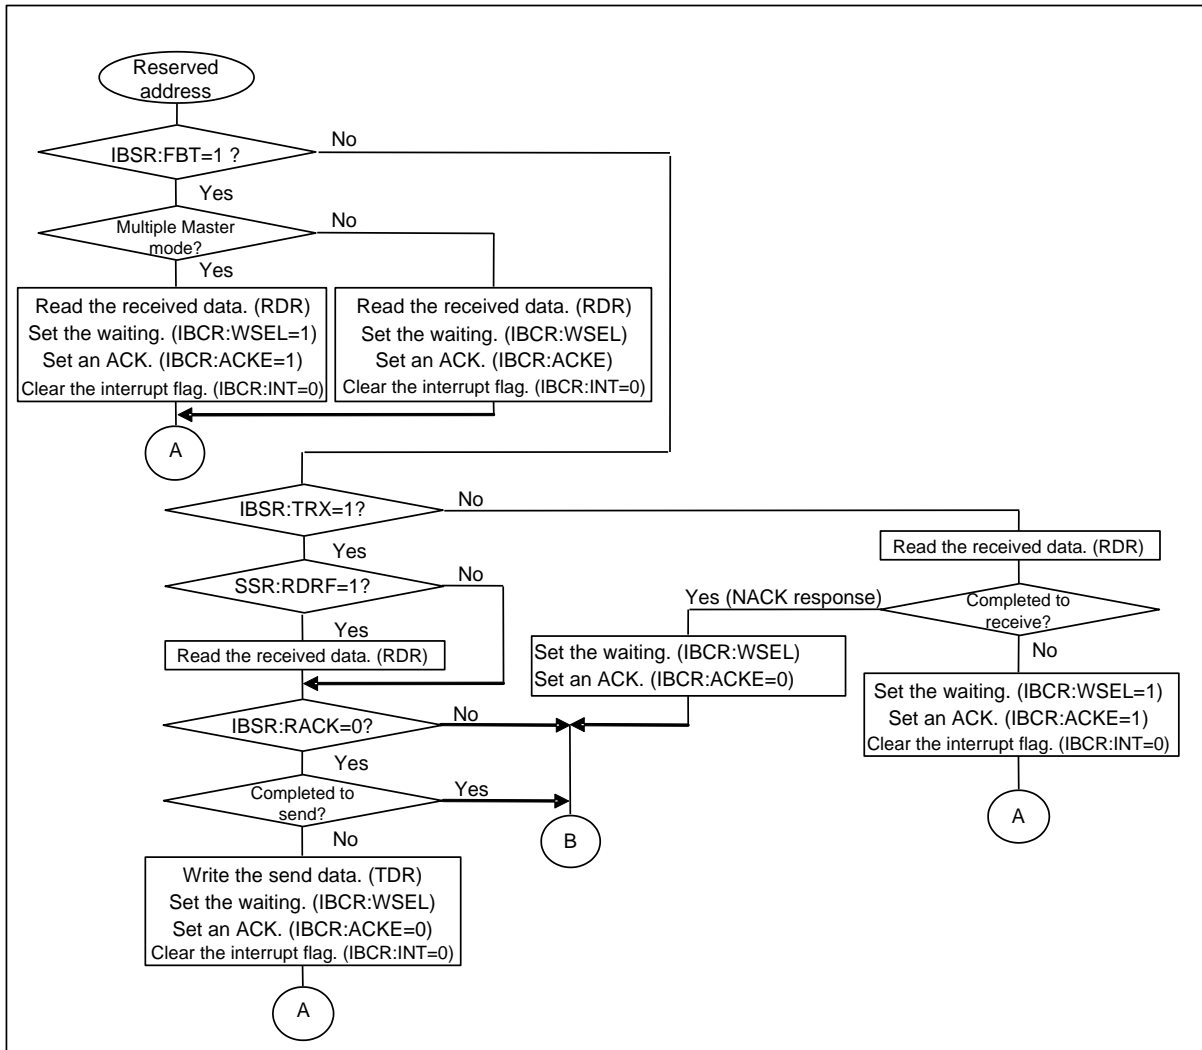 Reserved
address
No
IBSR:FBT=1 ?
Yes
Multiple Master
mode?
No
Yes
Read the received data. (RDR)
Set the waiting. (IBCR:WSEL=1)
Set an ACK. (IBCR:ACKE=1)
Clear the interrupt flag. (IBCR:INT=0)
Read the received data. (RDR)
Set the waiting. (IBCR:WSEL)
Set an ACK. (IBCR:ACKE)
Clear the interrupt flag. (IBCR:INT=0)
A
IBSR:TRX=1?
No
Yes
Read the received data. (RDR)
SSR:RDRF=1?
No
Yes
Read the received data. (RDR)
Yes (NACK response)
Completed to
receive?
No
Set the waiting. (IBCR:WSEL)
Set an ACK. (IBCR:ACKE=0)
Set the waiting. (IBCR:WSEL=1)
Set an ACK. (IBCR:ACKE=1)
Clear the interrupt flag. (IBCR:INT=0)
IBSR:RACK=0?
No
Yes
Completed to
send?
Yes
No
B
A
Write the send data. (TDR)
Set the waiting. (IBCR:WSEL)
Set an ACK. (IBCR:ACKE=0)
Clear the interrupt flag. (IBCR:INT=0)
A